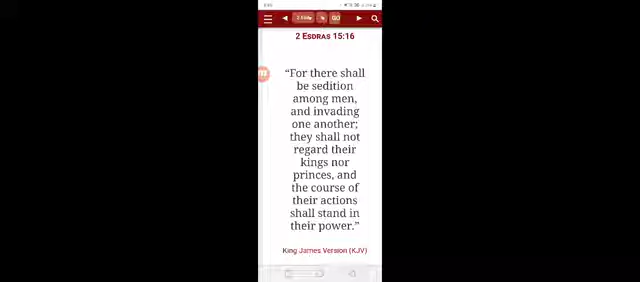 GO
2 ESDRAS 15:16
“For there shall
be sedition
among men,
and invading
one another;
they shall not
regard their
kings nor
princes, and
the course of
their actions
shall stand in
their power.”
King James Version (KJV)